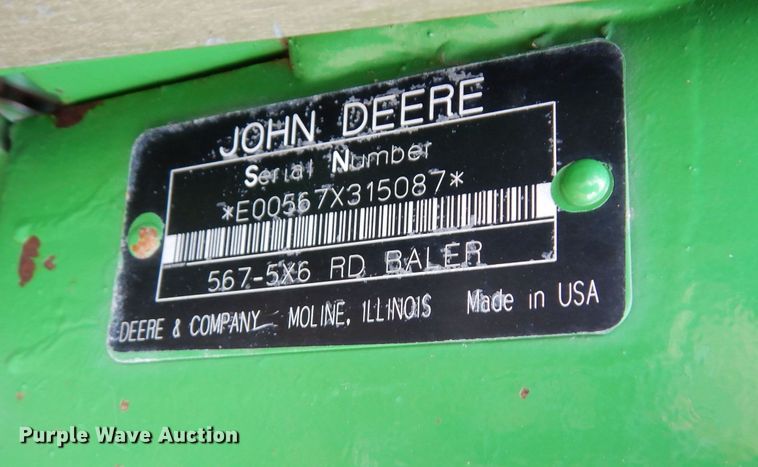 JOHN DEERE
Serial Number
*E00567X315087*
567-5X6 RD BALER
DEERE & COMPANY MOLINE, ILLINOIS Made in USA
Purple Wave Auction